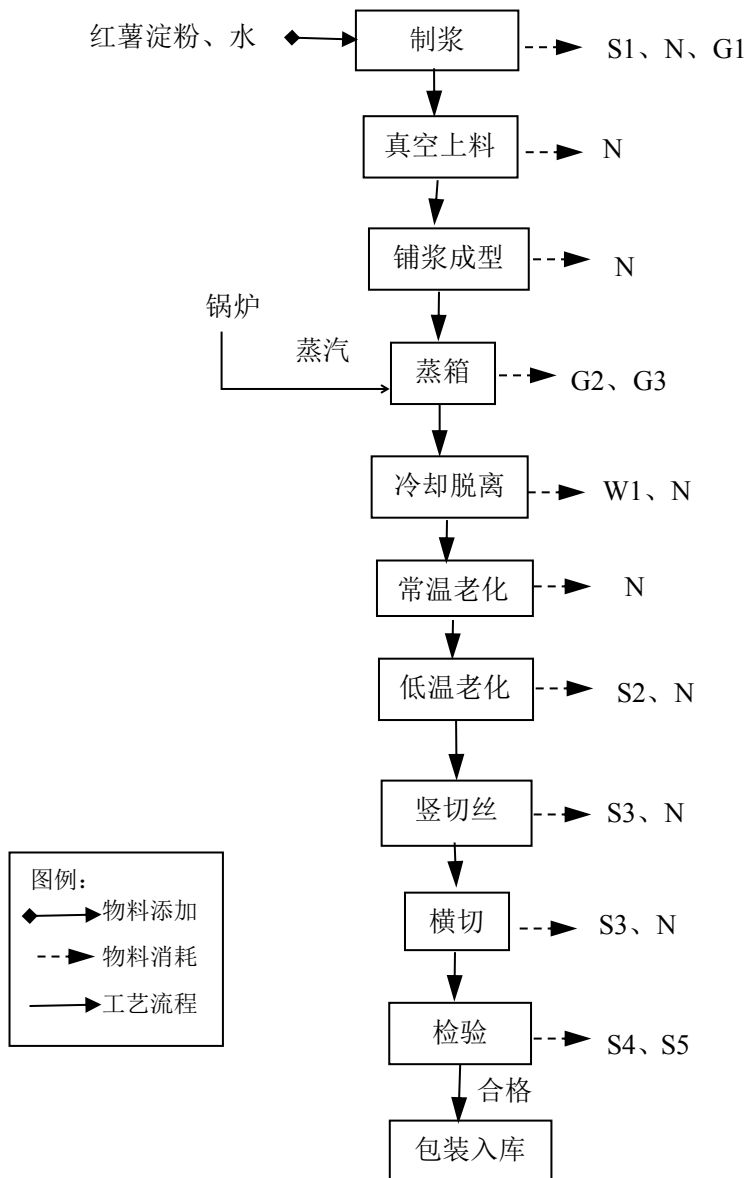 红薯淀粉、水
制浆
S1、N、G1
真空上料
N
铺浆成型
N
锅炉
蒸汽
蒸箱
G2、G3
冷却脱离
W1、N
常温老化
N
低温老化
S2、N
竖切丝
S3、N
横切
S3、N
检验
S4、S5
合格
包装入库
图例：
物料添加
物料消耗
工艺流程